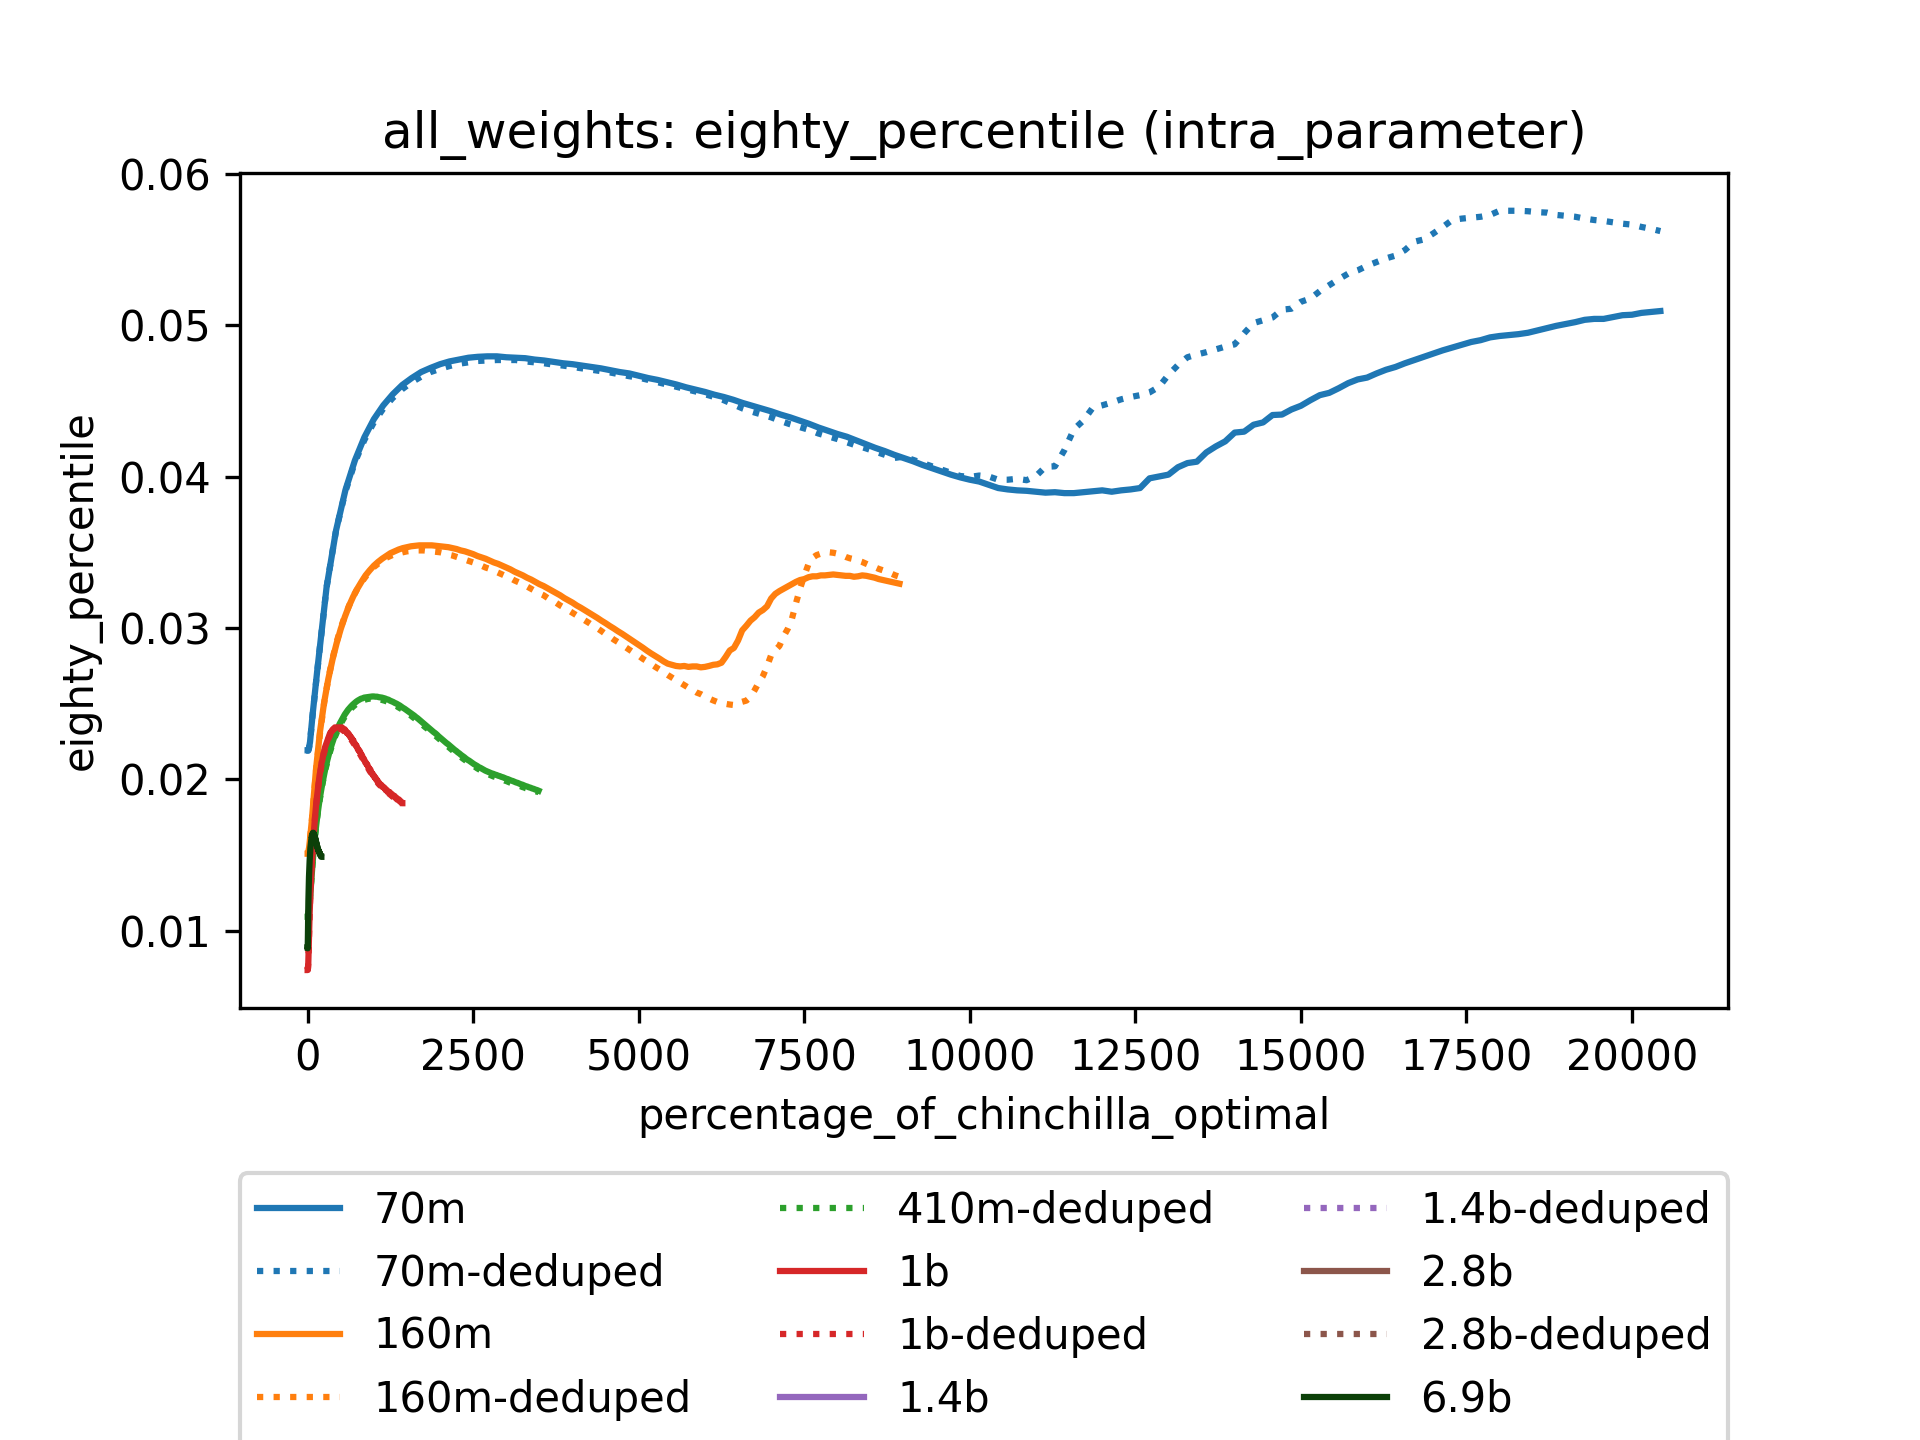 all_weights: eighty_percentile (intra_parameter)
0.06
0.05
0.04
0.03
0.02
0.01
eighty_percentile
0 2500 5000 7500 10000 12500 15000 17500 20000
percentage_of_chinchilla_optimal
70m
70m-deduped
160m
160m-deduped
410m-deduped
1b
1b-deduped
1.4b
1.4b-deduped
2.8b
2.8b-deduped
6.9b